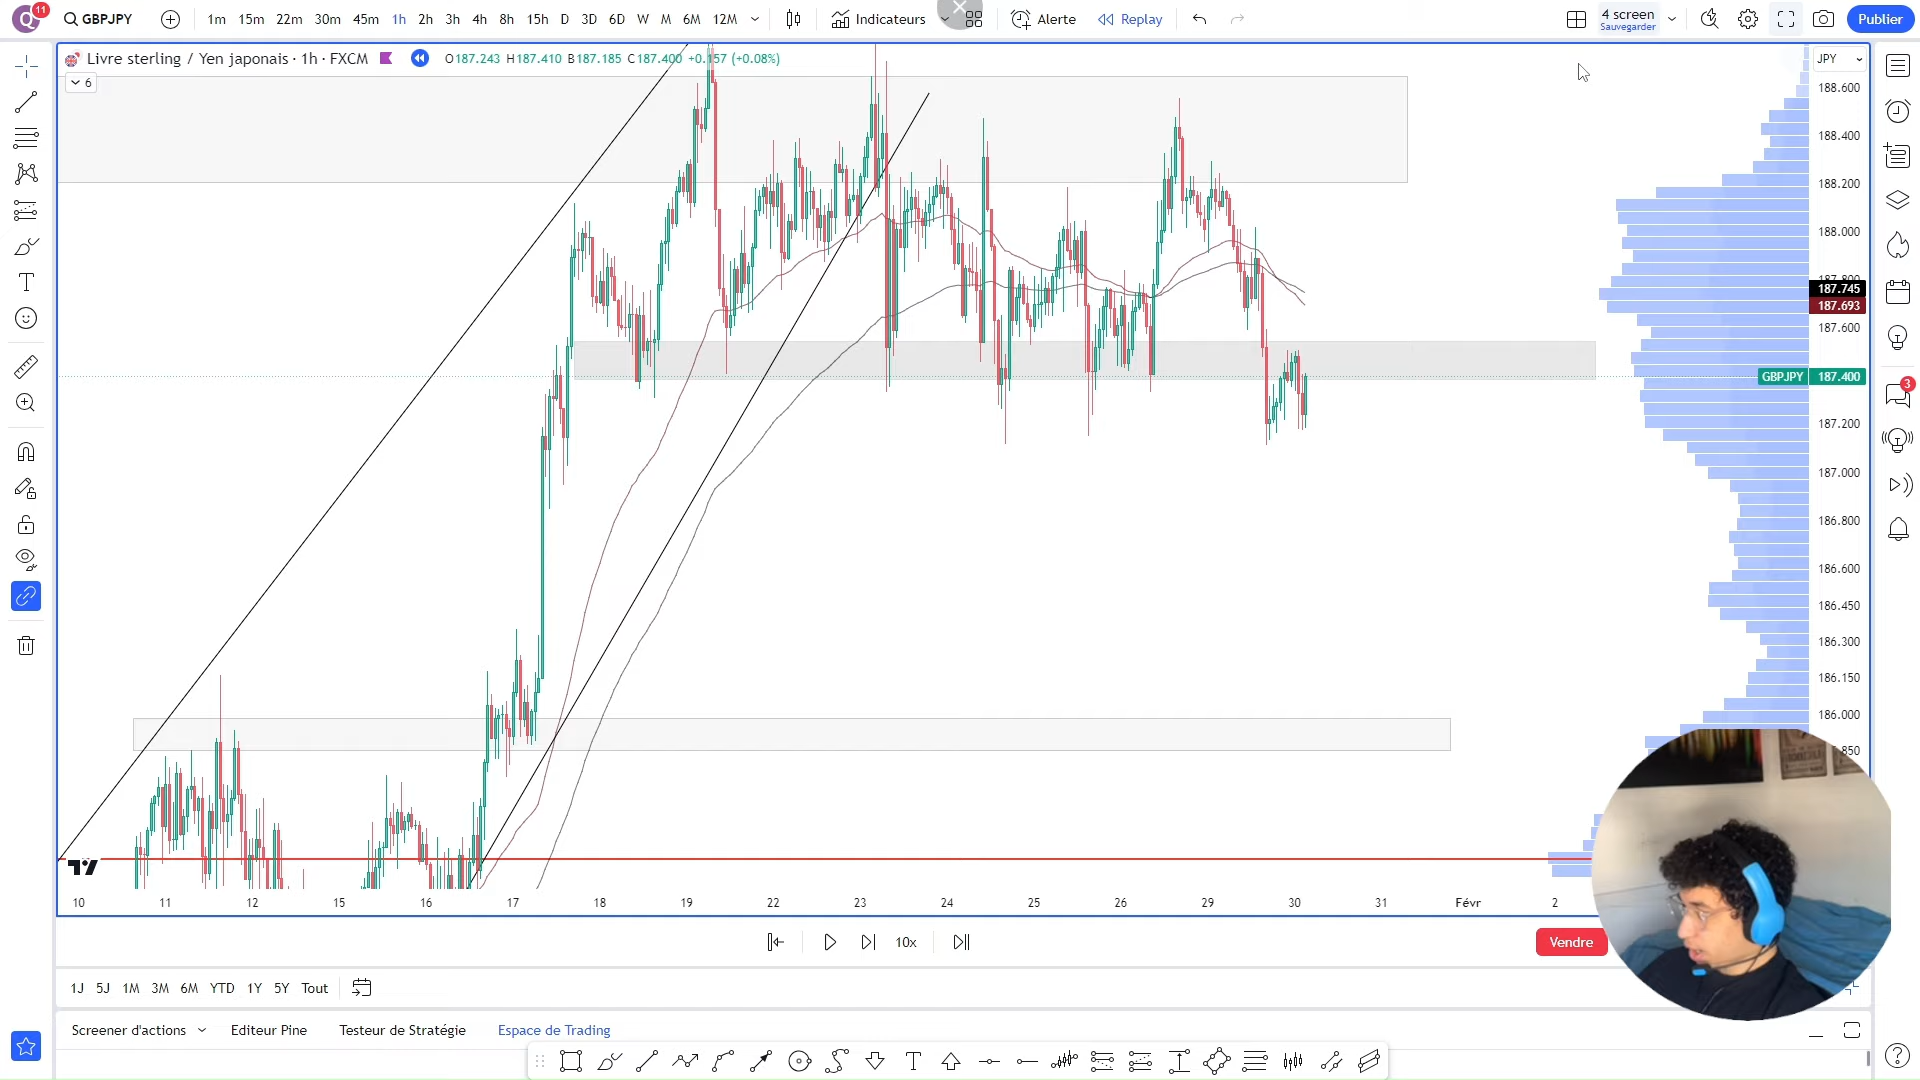 11
GBPJPY
1m 15m 22m 30m 45m 1h 2h 3h 4h 8h 15h D 3D 6D W M 6M 12M
Indicateurs
Alerte
Replay
4 screen
Sauvegarder
Publier
Livre sterling / Yen japonais · 1h · FXCM
O187.243 H187.410 B187.185 C187.400 +0.157 (+0.08%)
6
JPY
188.600
188.400
188.200
188.000
187.800
187.745
187.693
187.600
GBPJPY 187.400
187.200
187.000
186.800
186.600
186.450
186.300
186.150
186.000
850
3
10 11 12 15 16 17 18 19 22 23 24 25 26 29 30 31 Févr 2
10x
Vendre
1J 5J 1M 3M 6M YTD 1Y 5Y Tout
Screener d'actions Editeur Pine Testeur de Stratégie Espace de Trading